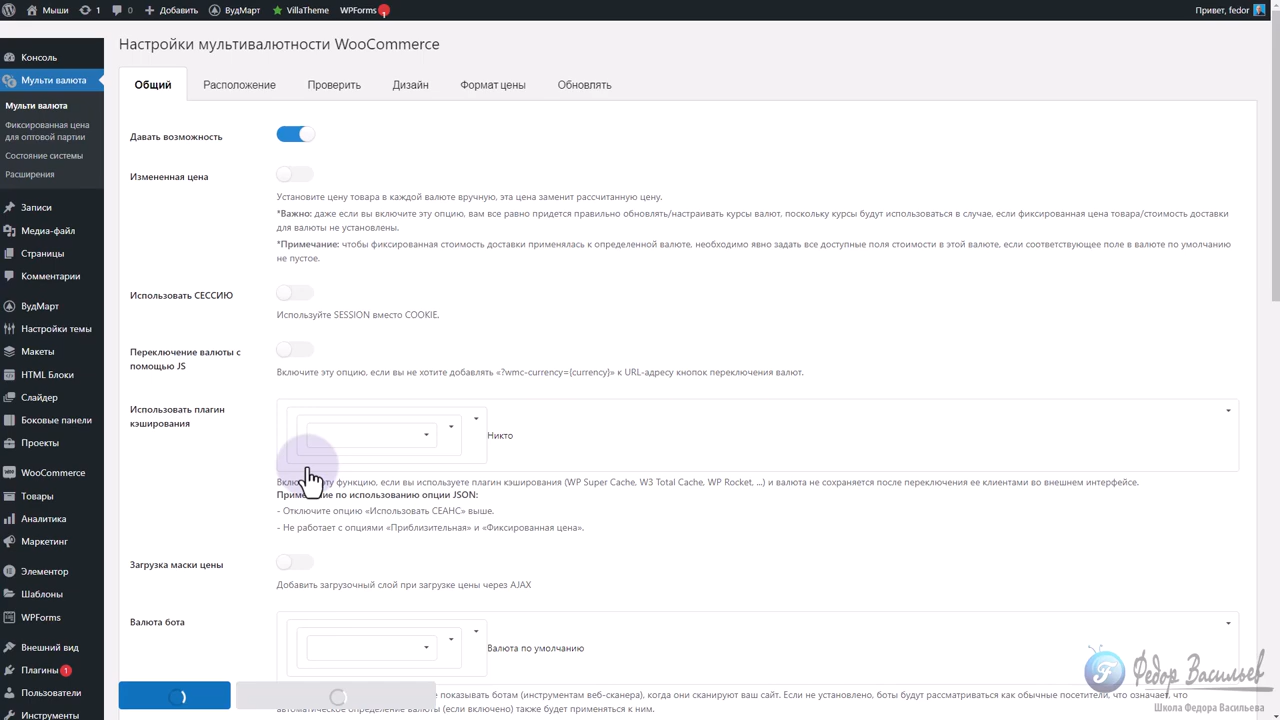 Мыши
1
0
Добавить
ВудМарт
VillaTheme
WPForms
1
Привет, fedor
Консоль
Мульти валюта
Мульти валюта
Фиксированная цена
для оптовой партии
Состояние системы
Расширения
Записи
Медиа-файл
Страницы
Комментарии
ВудМарт
Настройки темы
Макеты
HTML Блоки
Слайдер
Боковые панели
Проекты
WooCommerce
Товары
Аналитика
Маркетинг
Элементор
Шаблоны
WPForms
Внешний вид
Плагины 1
Пользователи
Инструменты
Настройки мультивалютности WooCommerce
Общий
Расположение
Проверить
Дизайн
Формат цены
Обновлять
Давать возможность
Измененная цена
Установите цену товара в каждой валюте вручную, эта цена заменит рассчитанную цену.
*Важно: даже если вы включите эту опцию, вам все равно придется правильно обновлять/настраивать курсы валют, поскольку курсы будут использоваться в случае, если фиксированная цена товара/стоимость доставки
для валюты не установлены.
*Примечание: чтобы фиксированная стоимость доставки применялась к определенной валюте, необходимо явно задать все доступные поля стоимости в этой валюте, если соответствующее поле в валюте по умолчанию
не пустое.
Использовать СЕССИЮ
Используйте SESSION вместо COOKIE.
Переключение валюты с
помощью JS
Включите эту опцию, если вы не хотите добавлять «?wmc-currency={currency}» к URL-адресу кнопок переключения валют.
Использовать плагин
кэширования
Никто
функцию, если вы используете плагин кэширования (WP Super Cache, W3 Total Cache, WP Rocket, ...) и валюта не сохраняется после переключения ее клиентами во внешнем интерфейсе.
по использованию опции JSON:
- Отключите опцию «Использовать СЕАНС» выше.
- Не работает с опциями «Приблизительная» и «Фиксированная цена».
Загрузка маски цены
Добавить загрузочный слой при загрузке цены через AJAX
Валюта бота
Валюта по умолчанию
показывать ботам (инструментам веб-сканера), когда они сканируют ваш сайт. Если не установлено, боты будут рассматриваться как обычные посетители, что означает, что
автоматическое определение валюты (если включено) также будет применяться к ним.
Федор Васильев
Школа Федора Васильева